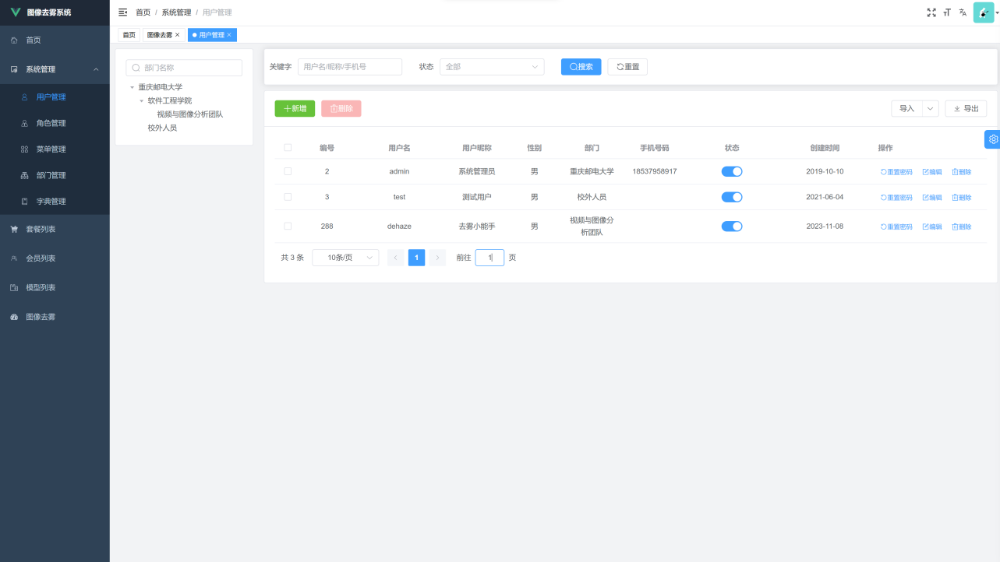 图像去雾系统
首页 / 系统管理 / 用户管理
首页
图像去雾 ×
用户管理 ×
首页
系统管理
用户管理
角色管理
菜单管理
部门管理
字典管理
套餐列表
会员列表
模型列表
图像去雾
部门名称
重庆邮电大学
软件工程学院
视频与图像分析团队
校外人员
关键字 用户名/昵称/手机号 状态 全部 搜索 重置
新增 删除 导入 导出
编号 用户名 用户昵称 性别 部门 手机号码 状态 创建时间 操作
2 admin 系统管理员 男 重庆邮电大学 18537958917 2019-10-10 重置密码 编辑 删除
3 test 测试用户 男 校外人员 2021-06-04 重置密码 编辑 删除
288 dehaze 去雾小能手 男 视频与图像分析团队 2023-11-08 重置密码 编辑 删除
共 3 条 10条/页 1 前往 1 页